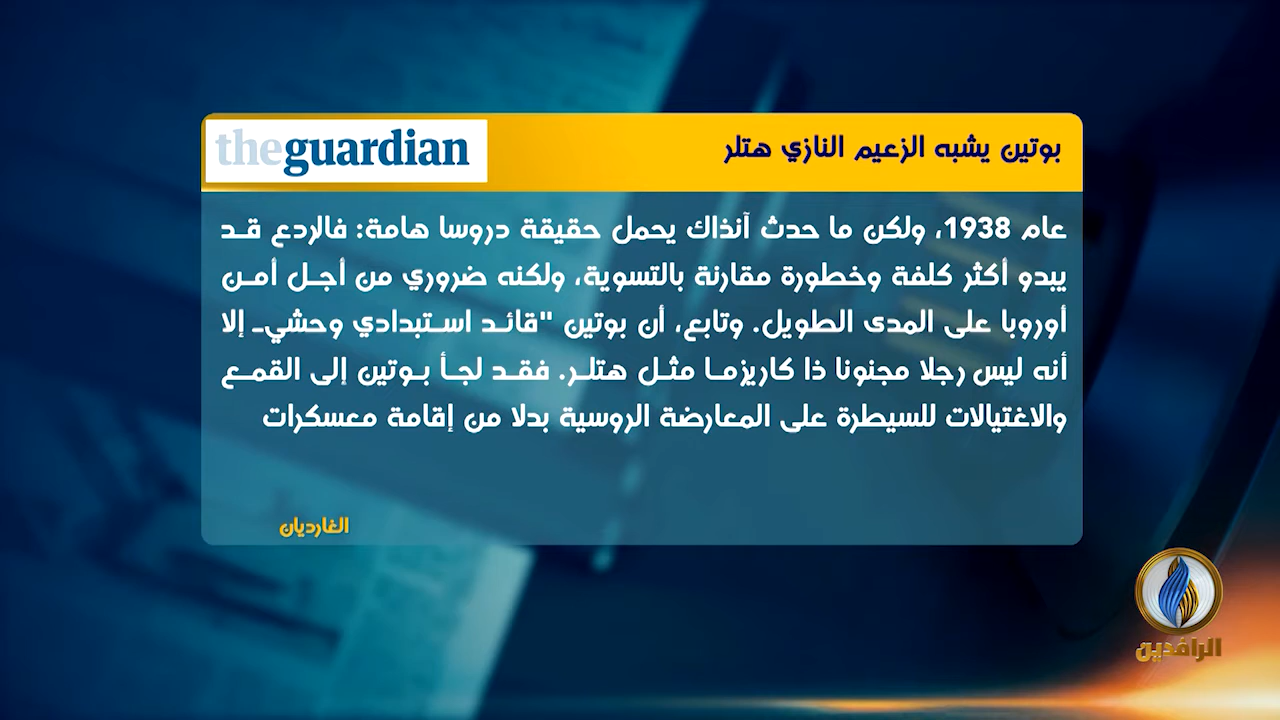 theguardian
بوتين يشبه الزعيم النازي هتلر
عام 1938، ولكن ما حدث آنذاك يحمل حقيقة دروسا هامة: فالردع قد
يبدو أكثر كلفة وخطورة مقارنة بالتسوية، ولكنه ضروري من أجل أمن
أوروبا على المدى الطويل. وتابع، أن بوتين "قائد استبدادي وحشي- إلا
أنه ليس رجلا مجنونا ذا كاريزما مثل هتلر. فقد لجأ بوتين إلى القمع
والاغتيالات للسيطرة على المعارضة الروسية بدلا من إقامة معسكرات
الغارديان
الرافدين